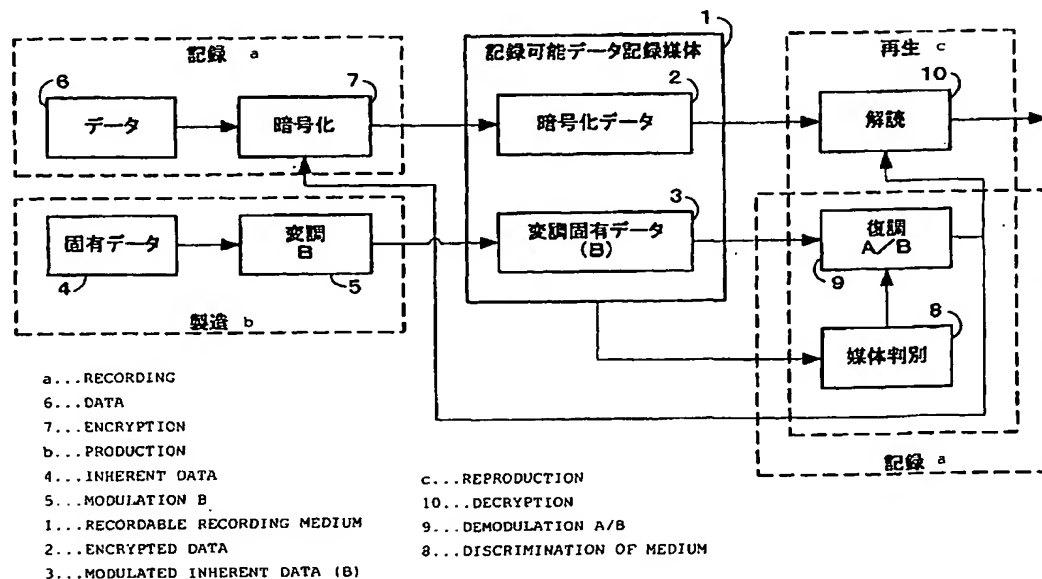 1
記録 a
6
7
データ
暗号化
記録可能データ記録媒体
2
暗号化データ
再生 c
10
解読
固有データ
4
変調
B
5
製造 b
3
変調固有データ
(B)
復調
A/B
9
8
媒体判別
記録 a
a...RECORDING
6...DATA
7...ENCRYPTION
b...PRODUCTION
4...INHERENT DATA
5...MODULATION B
1...RECORDABLE RECORDING MEDIUM
2...ENCRYPTED DATA
3...MODULATED INHERENT DATA (B)
c...REPRODUCTION
10...DECRYPTION
9...DEMODULATION A/B
8...DISCRIMINATION OF MEDIUM